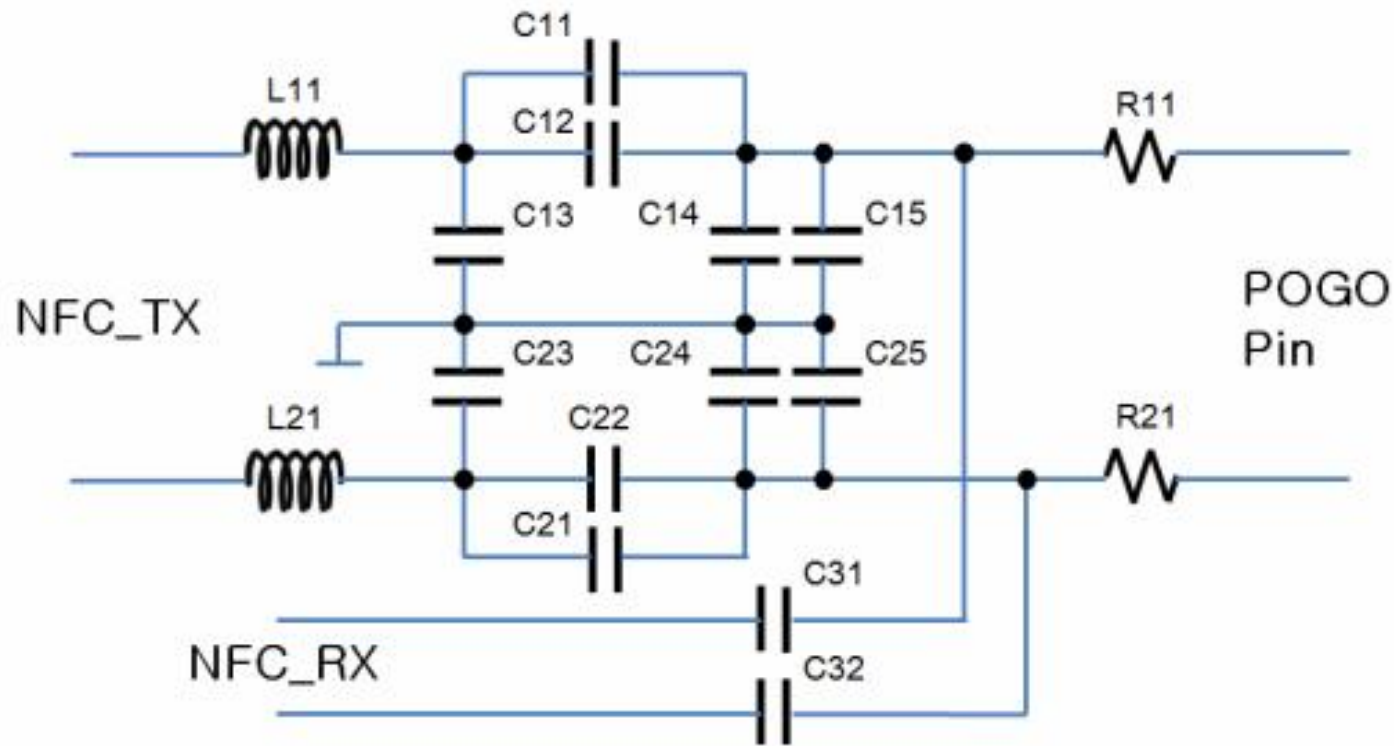 C11
L11
R11
C12
C13
C14
C15
NFC_TX
POGO
Pin
C23
C24
C25
L21
C22
R21
C21
C31
NFC_RX
C32